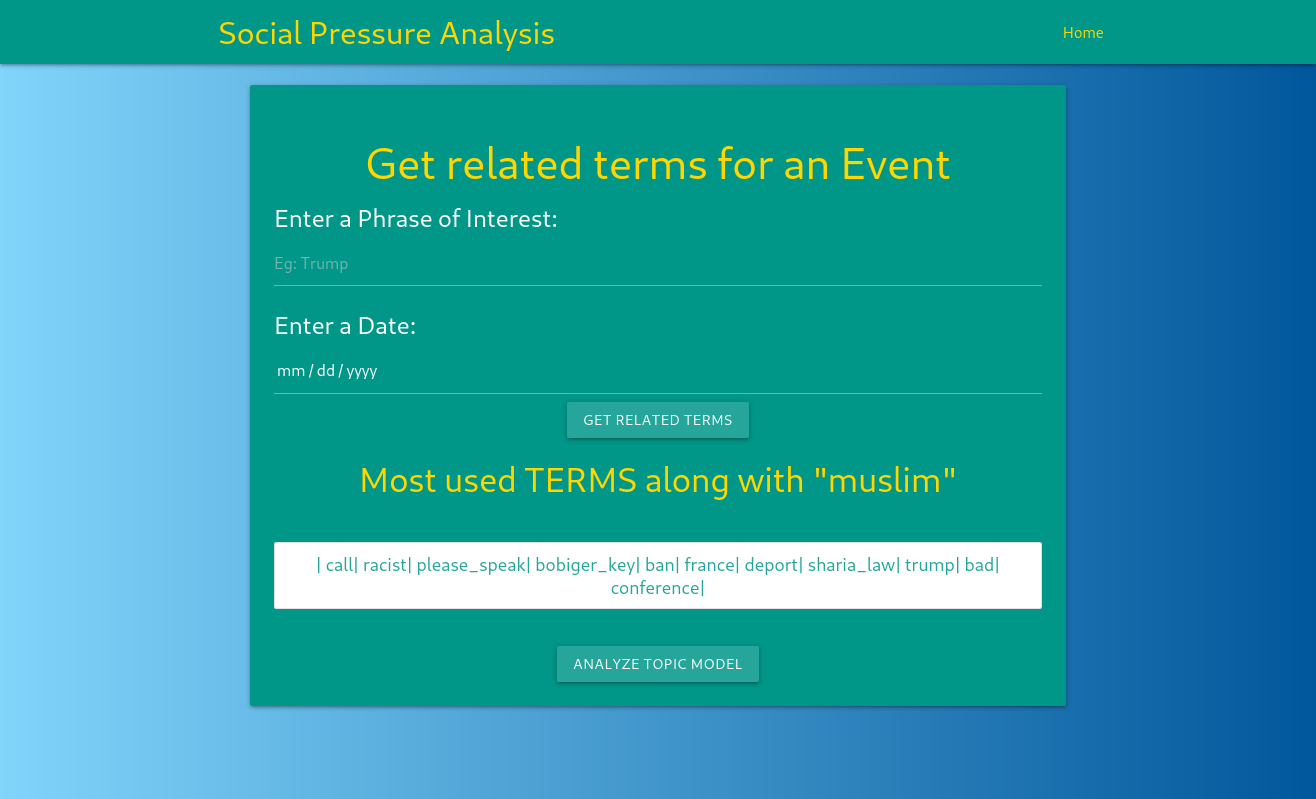 Social Pressure Analysis
Home
Get related terms for an Event
Enter a Phrase of Interest:
Eg: Trump
Enter a Date:
mm / dd / yyyy
GET RELATED TERMS
Most used TERMS along with "muslim"
| call| racist| please_speak| bobiger_key| ban| france| deport| sharia_law| trump| bad|
conference|
ANALYZE TOPIC MODEL